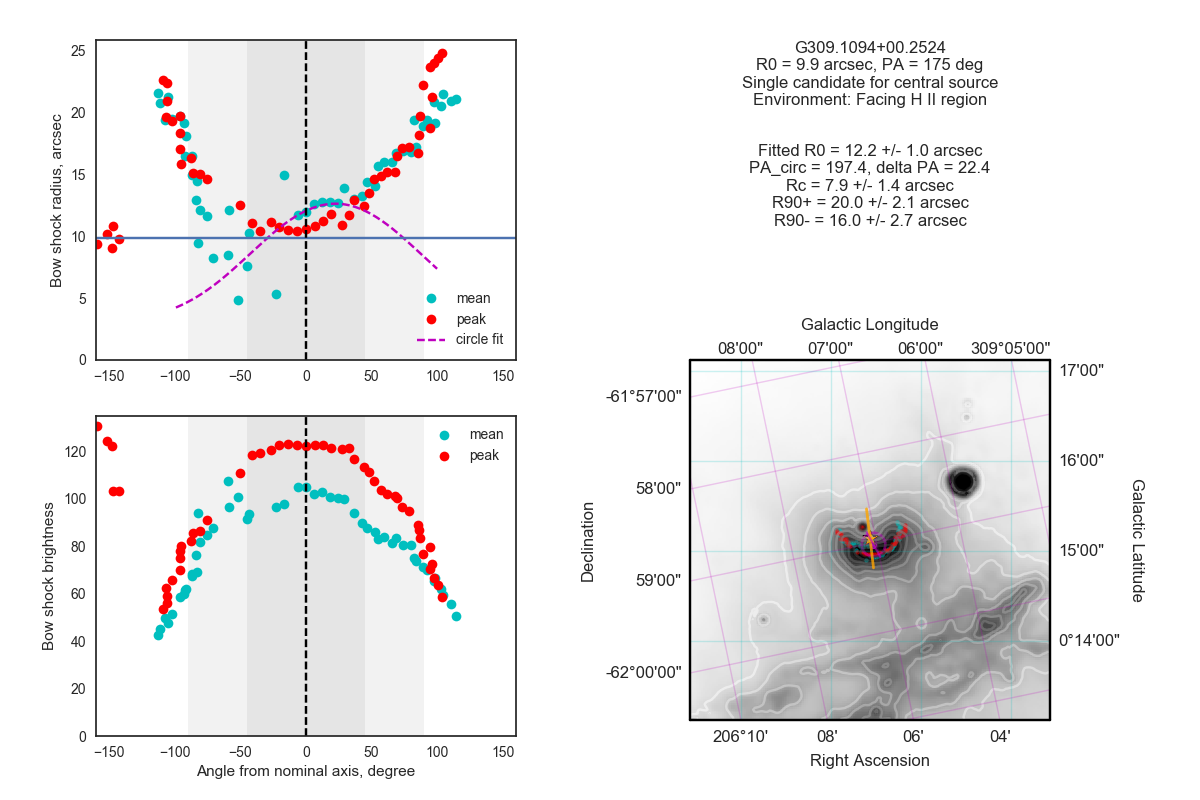 25
20
15
10
5
0
Bow shock radius, arcsec
mean
peak
circle fit
−150
−100
−50
0
50
100
150
120
100
80
60
40
20
0
Bow shock brightness
mean
peak
−150
−100
−50
0
50
100
150
Angle from nominal axis, degree
G309.1094+00.2524
R0 = 9.9 arcsec, PA = 175 deg
Single candidate for central source
Environment: Facing H II region
Fitted R0 = 12.2 +/- 1.0 arcsec
PA_circ = 197.4, delta PA = 22.4
Rc = 7.9 +/- 1.4 arcsec
R90+ = 20.0 +/- 2.1 arcsec
R90- = 16.0 +/- 2.7 arcsec
Galactic Longitude
08'00" 07'00" 06'00" 309°05'00"
-61°57'00"
58'00"
59'00"
-62°00'00"
Declination
17'00"
16'00"
15'00"
0°14'00"
Galactic Latitude
206°10' 08' 06' 04'
Right Ascension